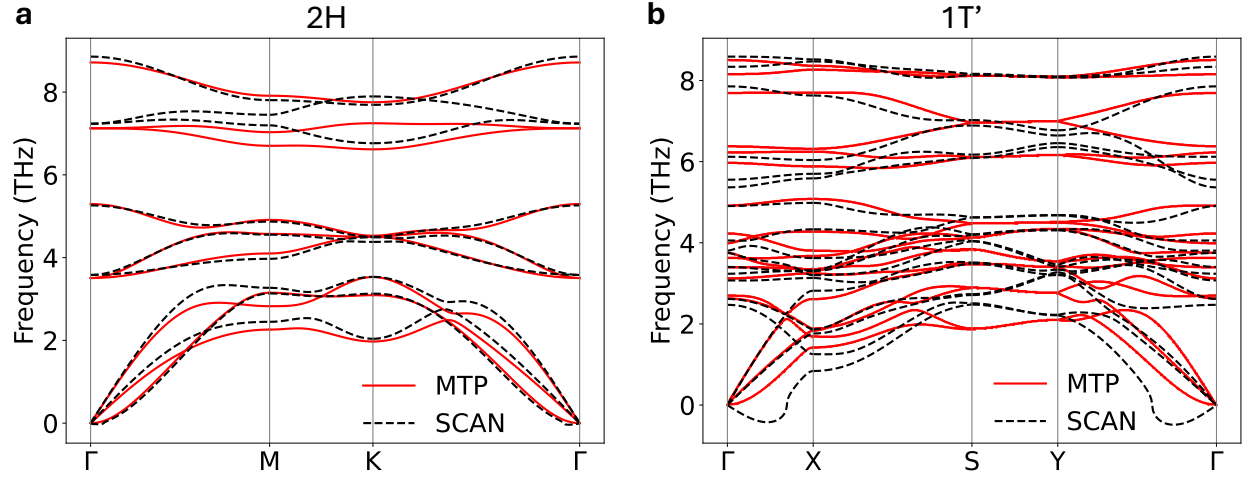 a
2H
Frequency (THz)
8
6
4
2
0
Γ
M
K
Γ
MTP
SCAN
b
1T’
Frequency (THz)
8
6
4
2
0
Γ
X
S
Y
Γ
MTP
SCAN